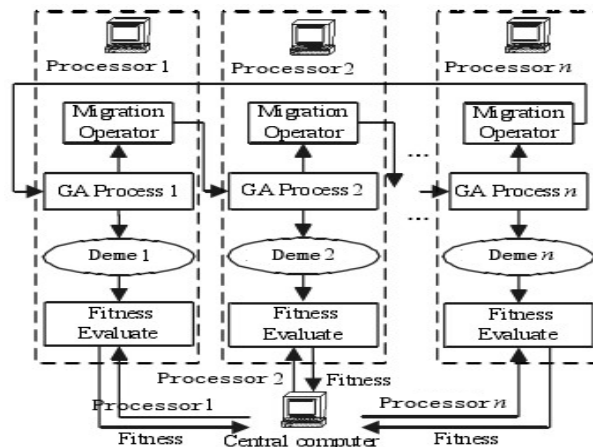 Processor 1
Processor 2
Processor n
Migration
Operator
Migration
Operator
Migration
Operator
...
GA Process 1
GA Process 2
GA Process n
...
Deme 1
Deme 2
Deme n
Fitness
Evaluate
Fitness
Evaluate
Fitness
Evaluate
Processor 2
Fitness
Processor 1
Processor n
Fitness
Central computer
Fitness